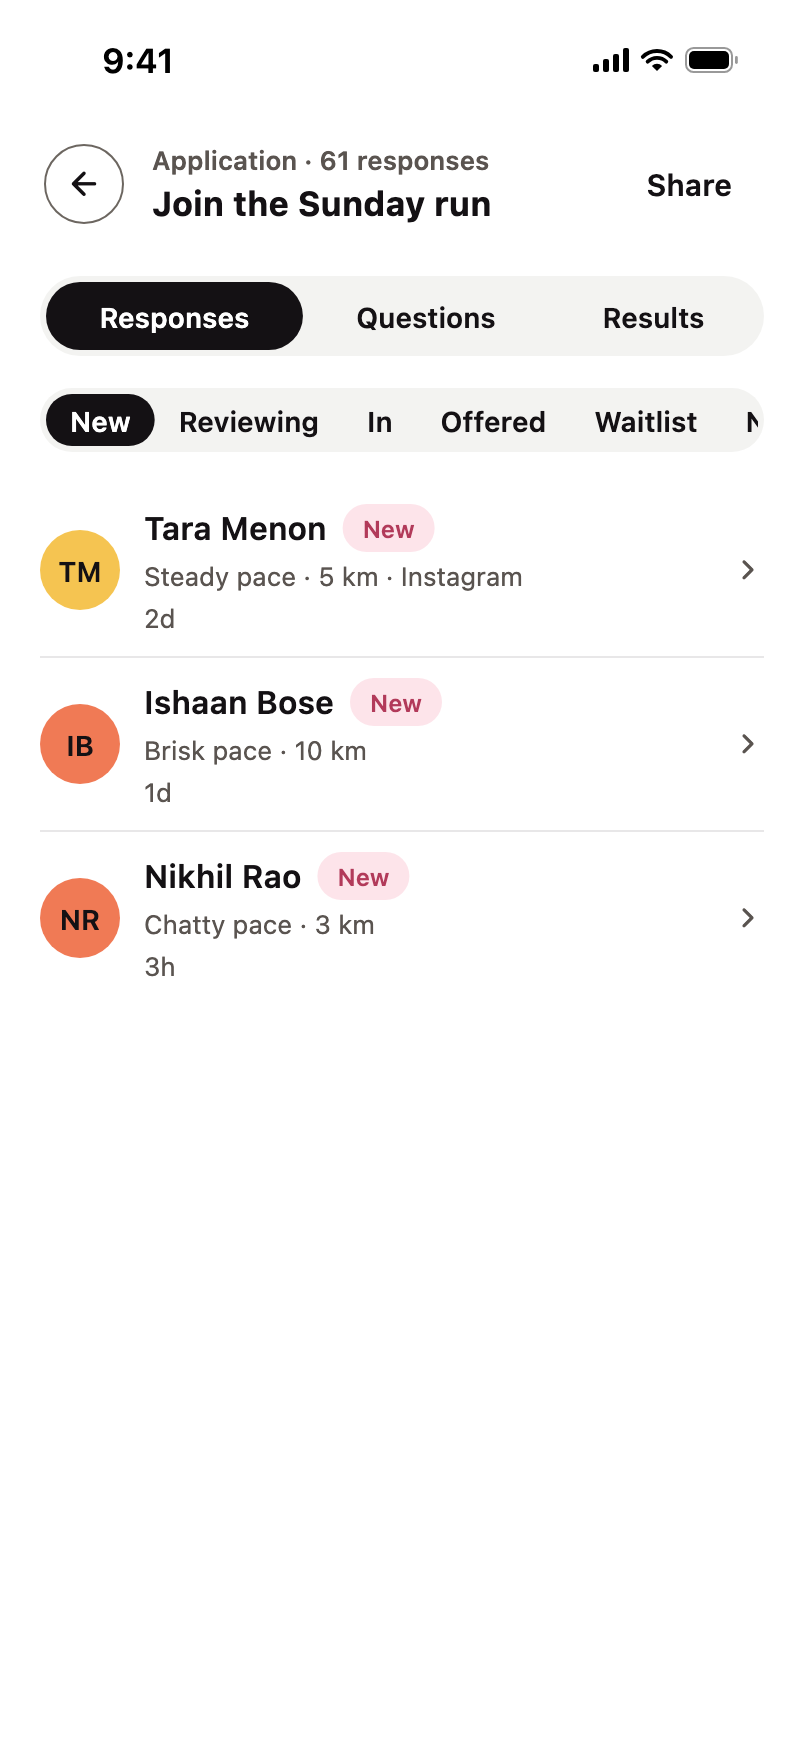 9:41
Application · 61 responses
Join the Sunday run
Share
Responses Questions Results
New Reviewing In Offered Waitlist
Tara Menon New
TM
Steady pace · 5 km · Instagram
2d
Ishaan Bose New
IB
Brisk pace · 10 km
1d
Nikhil Rao New
NR
Chatty pace · 3 km
3h